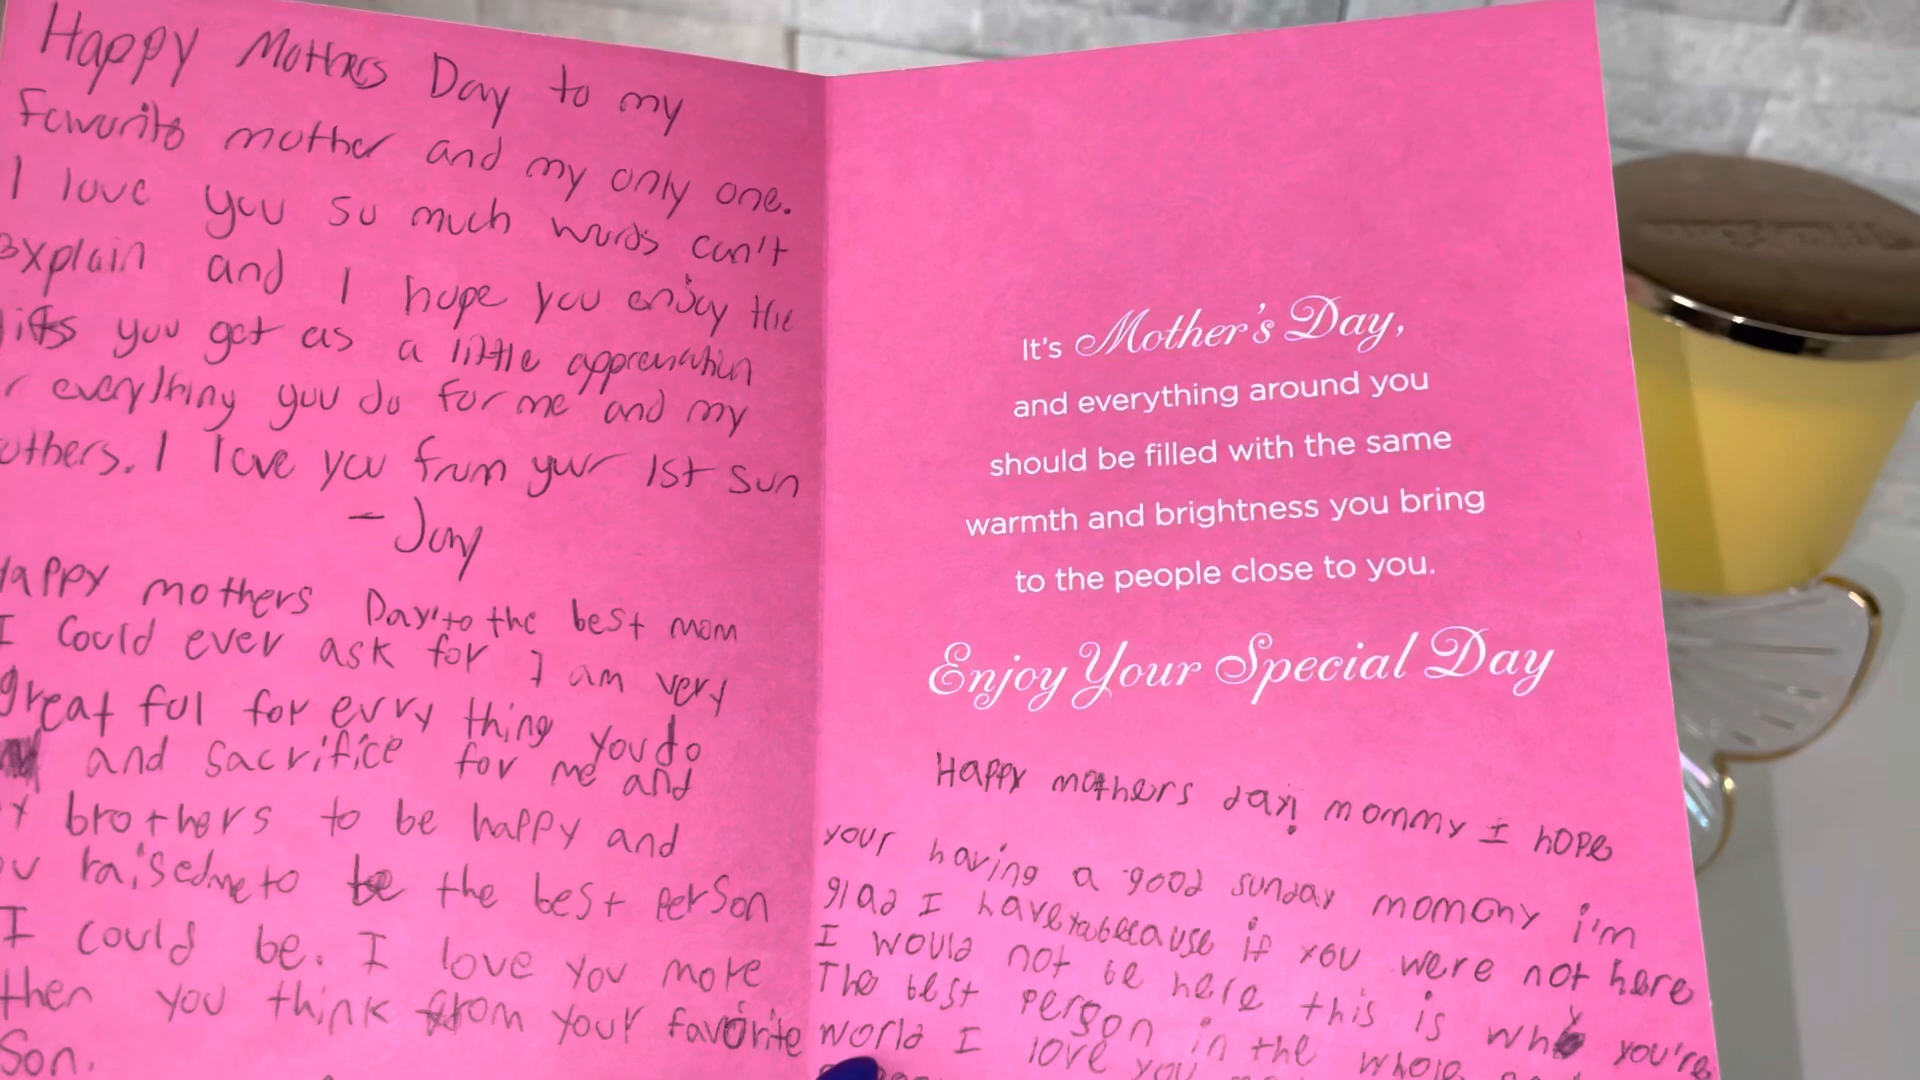 Happy Mothers Day to my
Favorite mother and my only one.
I love you so much words can't
explain and I hope you enjoy the
gifts you get as a little appreciation
r everything you do for me and my
others. I love you from your 1st son
- Jay
Happy mothers Day to the best mom
I could ever ask for I am very
great ful for evvry thing you do
and sacrifice for me and
y brothers to be happy and
ou raised me to be the best person
I could be. I love you more
then you think from your favorite
Son.
It's Mother's Day,
and everything around you
should be filled with the same
warmth and brightness you bring
to the people close to you.
Enjoy Your Special Day
Happy mothers day! mommy I hope
your having a good sunday mommy i'm
glad I have because if you were not here
I would not be here this is why you're
The best person in the whole
world I love you